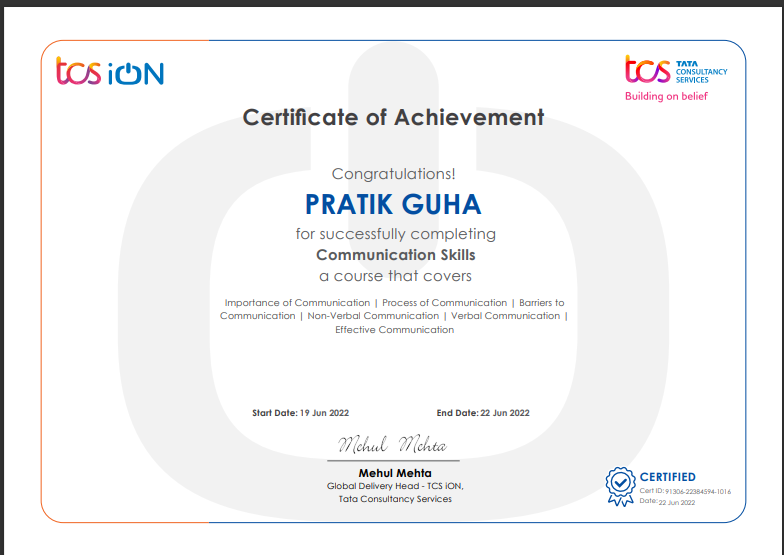 tcs iON
tcs TATA
CONSULTANCY
SERVICES
Building on belief
Certificate of Achievement
Congratulations!
PRATIK GUHA
for successfully completing
Communication Skills
a course that covers
Importance of Communication | Process of Communication | Barriers to
Communication | Non-Verbal Communication | Verbal Communication |
Effective Communication
Start Date: 19 Jun 2022 End Date: 22 Jun 2022
Mehul Mehta
Mehul Mehta
Global Delivery Head - TCS iON,
Tata Consultancy Services
CERTIFIED
Cert ID: 91306-22384594-1016
Date: 22 Jun 2022